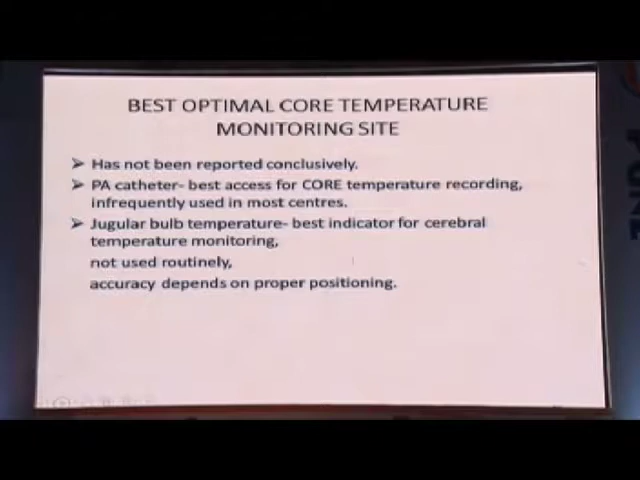 BEST OPTIMAL CORE TEMPERATURE
MONITORING SITE
➢ Has not been reported conclusively.
➢ PA catheter- best access for CORE temperature recording,
infrequently used in most centres.
➢ Jugular bulb temperature- best indicator for cerebral
temperature monitoring,
not used routinely,
accuracy depends on proper positioning.